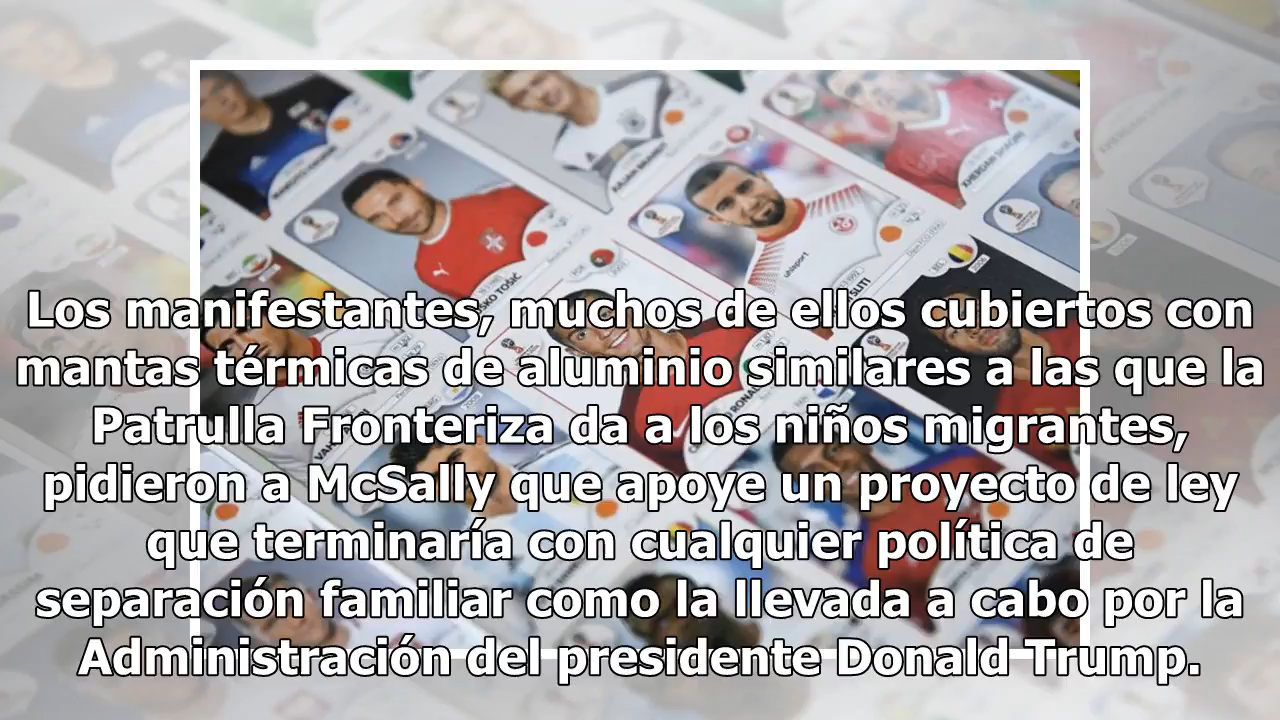 Los manifestantes, muchos de ellos cubiertos con
mantas térmicas de aluminio similares a las que la
Patrulla Fronteriza da a los niños migrantes,
pidieron a McSally que apoye un proyecto de ley
que terminaría con cualquier política de
separación familiar como la llevada a cabo por la
Administración del presidente Donald Trump.
uhlsport